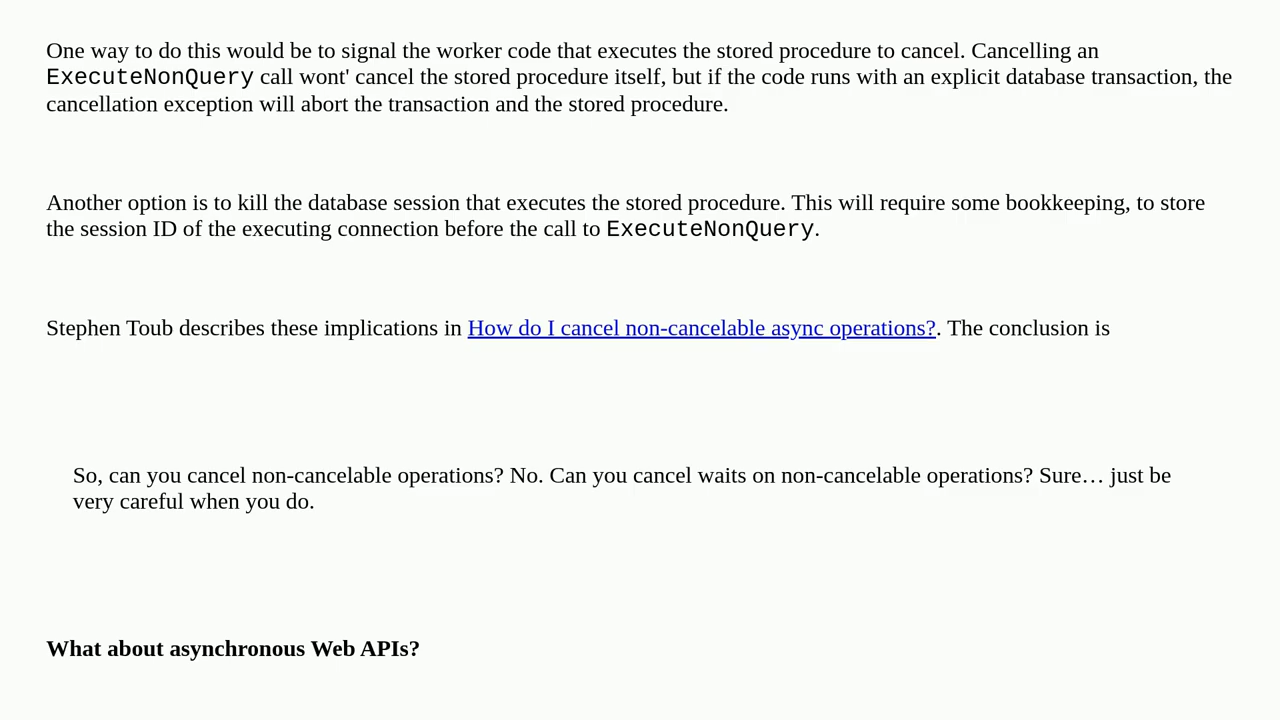 One way to do this would be to signal the worker code that executes the stored procedure to cancel. Cancelling an
ExecuteNonQuery call wont' cancel the stored procedure itself, but if the code runs with an explicit database transaction, the
cancellation exception will abort the transaction and the stored procedure.
Another option is to kill the database session that executes the stored procedure. This will require some bookkeeping, to store
the session ID of the executing connection before the call to ExecuteNonQuery.
Stephen Toub describes these implications in How do I cancel non-cancelable async operations?. The conclusion is
So, can you cancel non-cancelable operations? No. Can you cancel waits on non-cancelable operations? Sure… just be
very careful when you do.
What about asynchronous Web APIs?